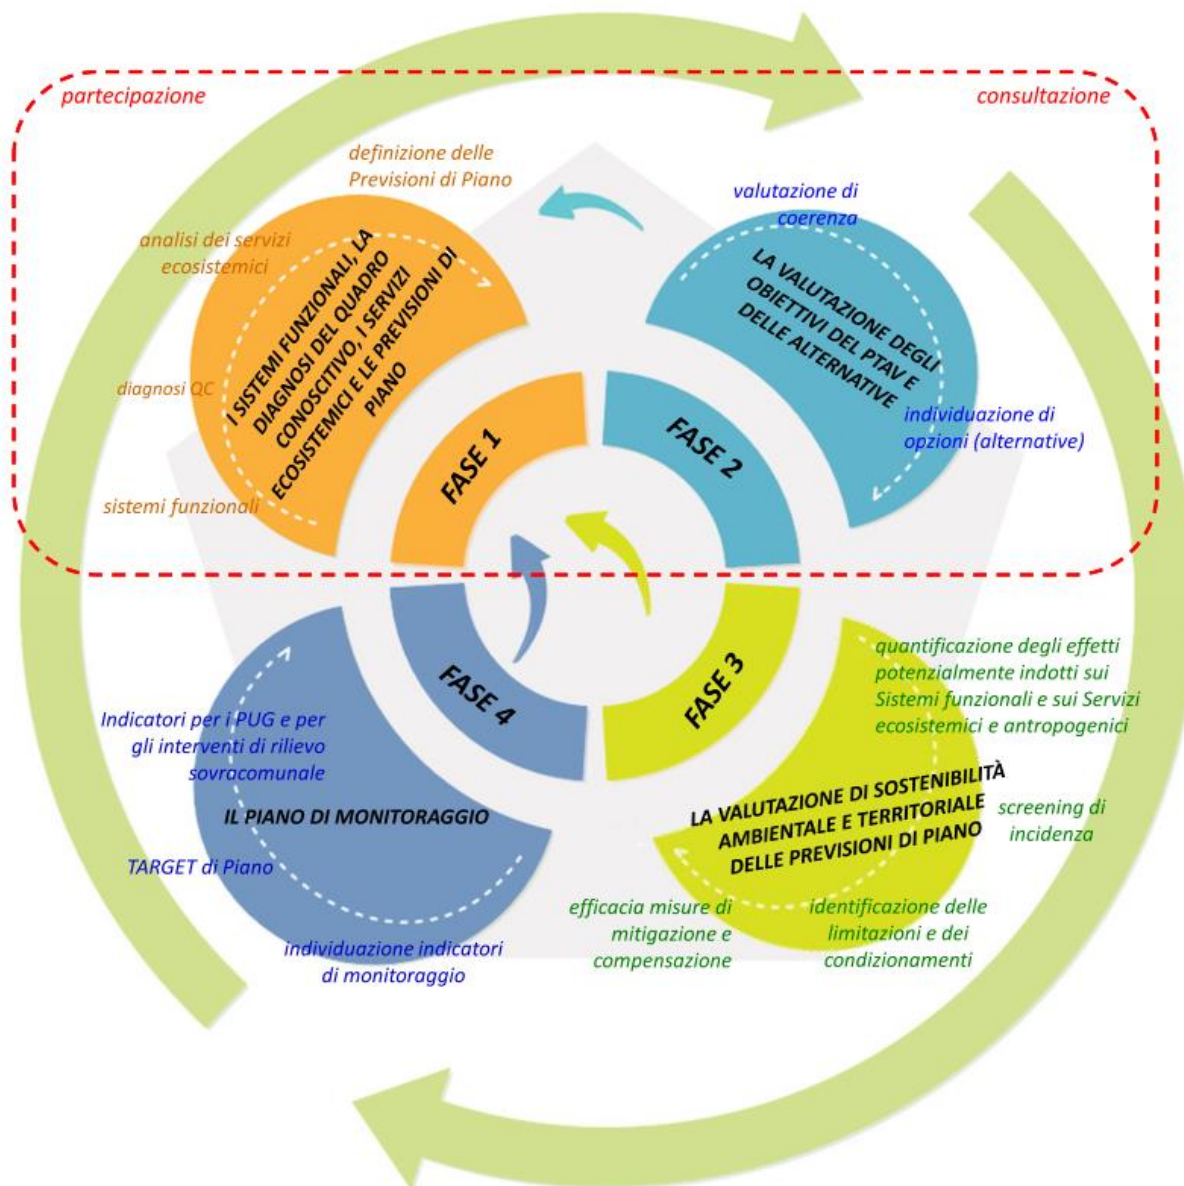 partecipazione
consultazione
definizione delle
Previsioni di Piano
analisi dei servizi
ecosistemici
diagnosi QC
sistemi funzionali
I SISTEMI FUNZIONALI, LA
DIAGNOSI DEL QUADRO
CONOSCITIVO, I SERVIZI
ECOSISTEMICI E LE PREVISIONI DI
PIANO
FASE 1
valutazione di
coerenza
LA VALUTAZIONE DEGLI
OBIETTIVI DEL PTAV E
DELLE ALTERNATIVE
individuazione di
opzioni (alternative)
FASE 2
FASE 3
quantificazione degli effetti
potenzialmente indotti sui
Sistemi funzionali e sui Servizi
ecosistemici e antropogenici
LA VALUTAZIONE DI SOSTENIBILITÀ
AMBIENTALE E TERRITORIALE
DELLE PREVISIONI DI PIANO
screening di
incidenza
identificazione delle
limitazioni e dei
condizionamenti
efficacia misure di
mitigazione e
compensazione
FASE 4
Indicatori per i PUG e per
gli interventi di rilievo
sovracomunale
IL PIANO DI MONITORAGGIO
TARGET di Piano
individuazione indicatori
di monitoraggio